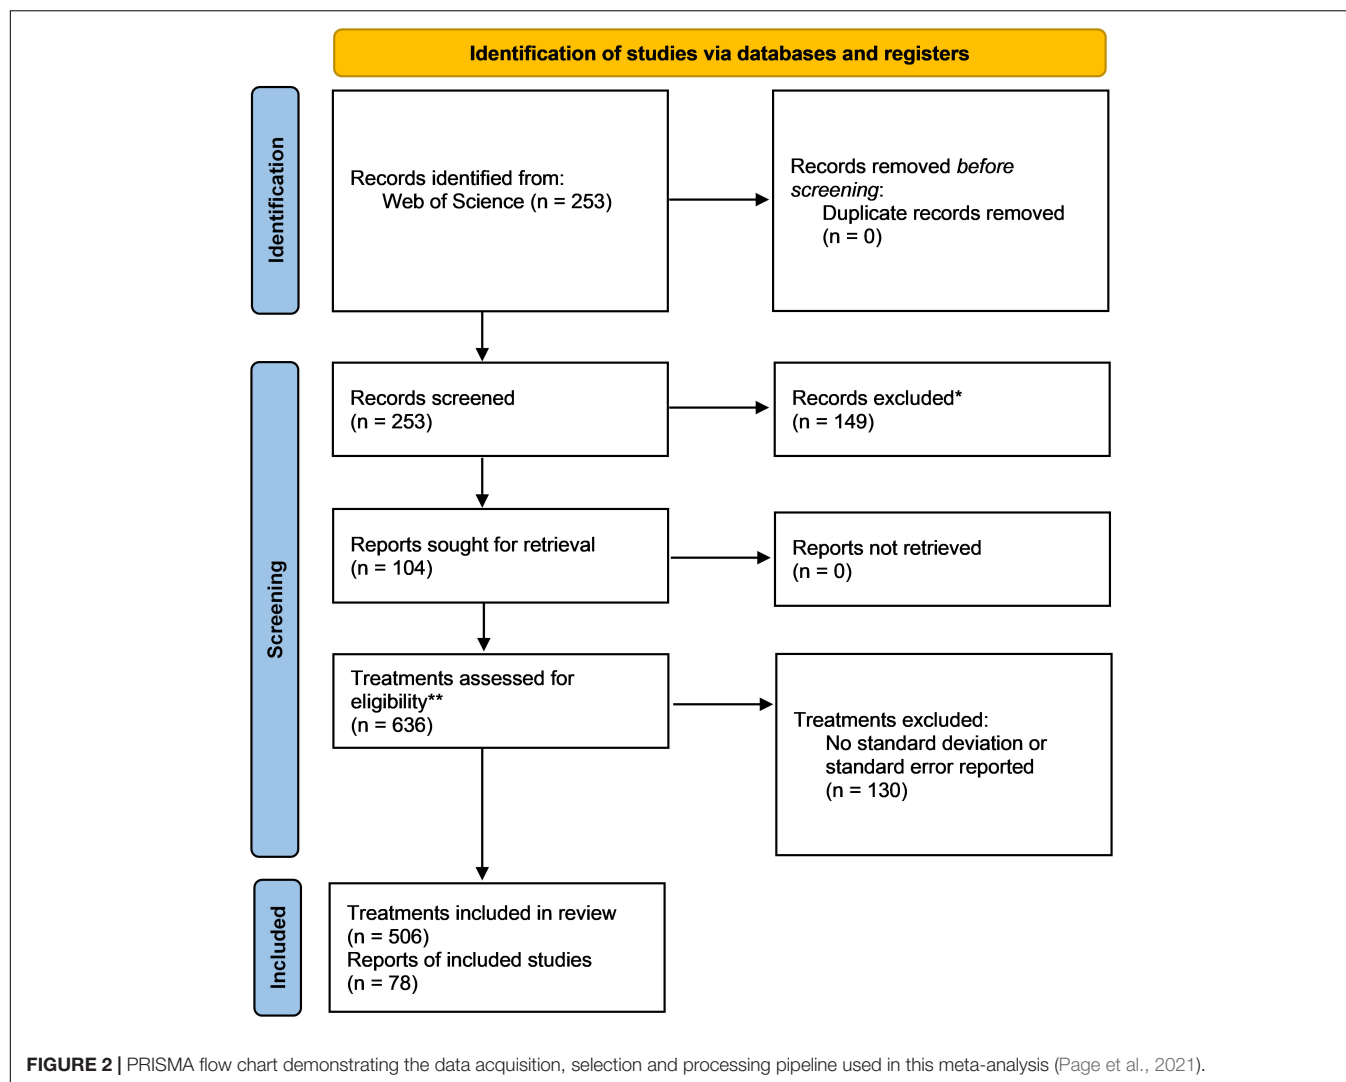 Identification of studies via databases and registers
Identification
Records identified from:
Web of Science (n = 253)
Records removed before
screening:
Duplicate records removed
(n = 0)
Screening
Records screened
(n = 253)
Records excluded*
(n = 149)
Reports sought for retrieval
(n = 104)
Reports not retrieved
(n = 0)
Treatments assessed for
eligibility**
(n = 636)
Treatments excluded:
No standard deviation or
standard error reported
(n = 130)
Included
Treatments included in review
(n = 506)
Reports of included studies
(n = 78)
FIGURE 2 | PRISMA flow chart demonstrating the data acquisition, selection and processing pipeline used in this meta-analysis (Page et al., 2021).